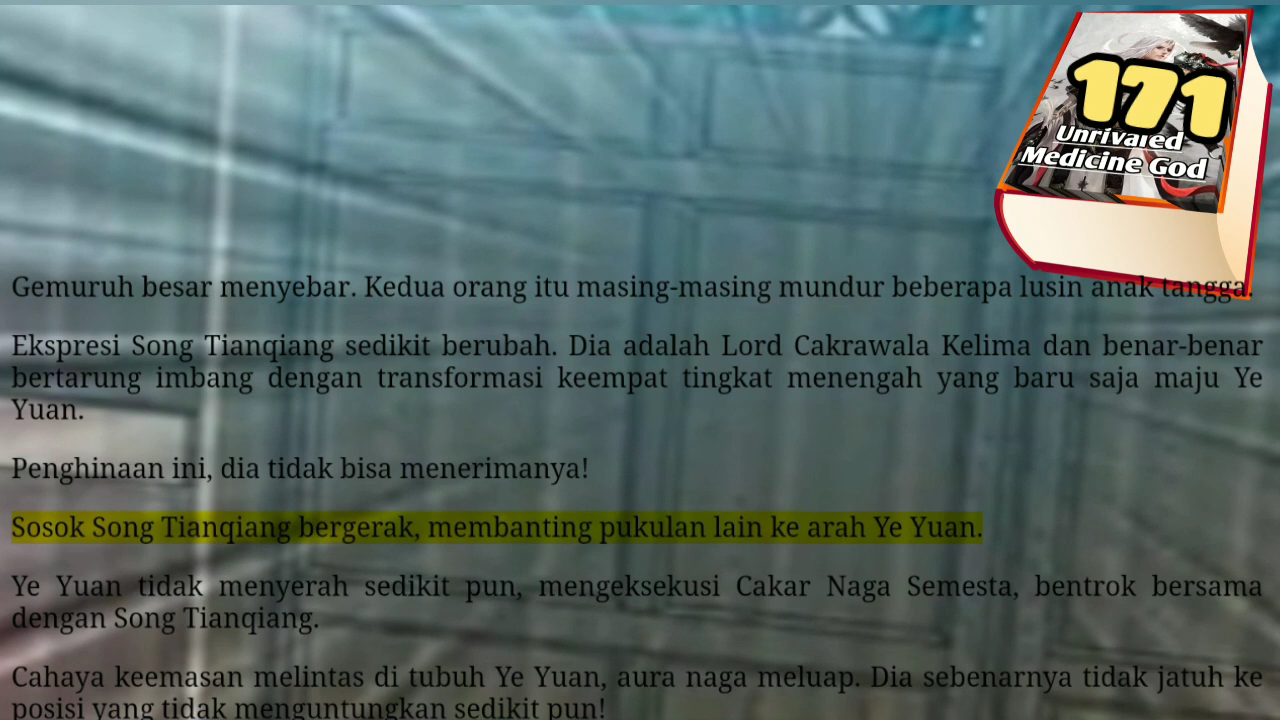 171
Unrivaled
Medicine God
Gemuruh besar menyebar. Kedua orang itu masing-masing mundur beberapa lusin anak tangga.
Ekspresi Song Tianqiang sedikit berubah. Dia adalah Lord Cakrawala Kelima dan benar-benar
bertarung imbang dengan transformasi keempat tingkat menengah yang baru saja maju Ye
Yuan.
Penghinaan ini, dia tidak bisa menerimanya!
Sosok Song Tianqiang bergerak, membanting pukulan lain ke arah Ye Yuan.
Ye Yuan tidak menyerah sedikit pun, mengeksekusi Cakar Naga Semesta, bentrok bersama
dengan Song Tianqiang.
Cahaya keemasan melintas di tubuh Ye Yuan, aura naga meluap. Dia sebenarnya tidak jatuh ke
posisi yang tidak menguntungkan sedikit pun!